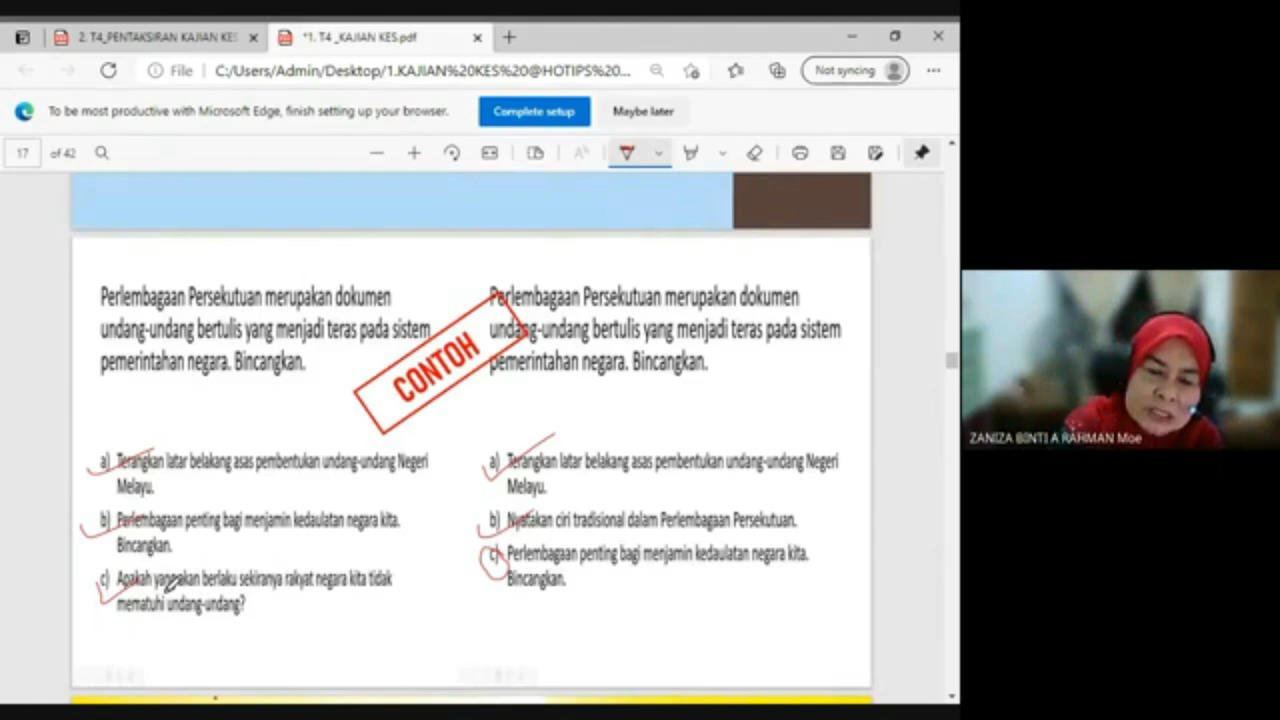 2. T4_PENTAKSIRAN KAJIAN KES
*1. T4 _KAJIAN KES.pdf
File
C:/Users/Admin/Desktop/1.KAJIAN%20KES%20@HOTIPS%20...
Not syncing
To be most productive with Microsoft Edge, finish setting up your browser.
Complete setup
Maybe later
17 of 42
Perlembagaan Persekutuan merupakan dokumen
undang-undang bertulis yang menjadi teras pada sistem
pemerintahan negara. Bincangkan.
a) Terangkan latar belakang asas pembentukan undang-undang Negeri
Melayu.
b) Perlembagaan penting bagi menjamin kedaulatan negara kita.
Bincangkan.
c) Apakah yang akan berlaku sekiranya rakyat negara kita tidak
mematuhi undang-undang?
CONTOH
Perlembagaan Persekutuan merupakan dokumen
undang-undang bertulis yang menjadi teras pada sistem
pemerintahan negara. Bincangkan.
a) Terangkan latar belakang asas pembentukan undang-undang Negeri
Melayu.
b) Nyatakan ciri tradisional dalam Perlembagaan Persekutuan.
c) Perlembagaan penting bagi menjamin kedaulatan negara kita.
Bincangkan.
ZANIZA BINTI A RAHMAN Moe